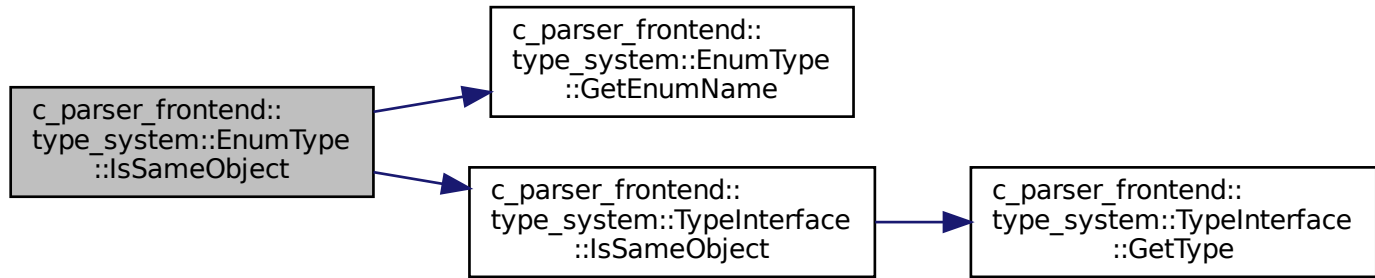 c_parser_frontend::
type_system::EnumType
::IsSameObject
c_parser_frontend::
type_system::EnumType
::GetEnumName
c_parser_frontend::
type_system::TypeInterface
::IsSameObject
c_parser_frontend::
type_system::TypeInterface
::GetType